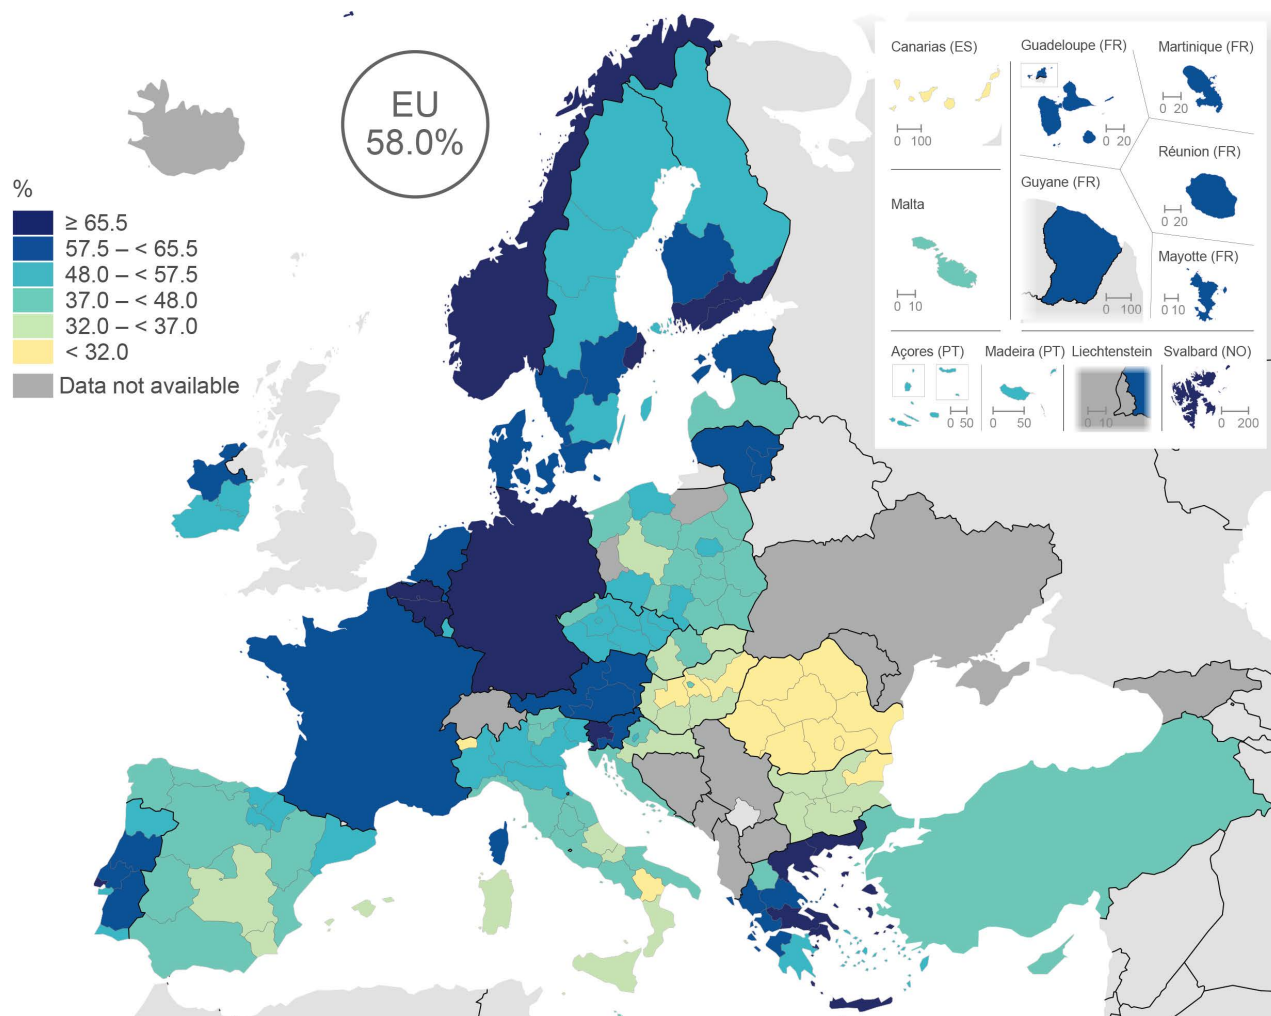 EU
58.0%
%
≥ 65.5
57.5 – < 65.5
48.0 – < 57.5
37.0 – < 48.0
32.0 – < 37.0
< 32.0
Data not available
Canarias (ES)
0 100
Guadeloupe (FR)
0 20
Martinique (FR)
0 20
Réunion (FR)
0 20
Malta
0 10
Guyane (FR)
0 100
Mayotte (FR)
0 10
Açores (PT)
0 50
Madeira (PT)
0 50
Liechtenstein
0 10
Svalbard (NO)
0 200